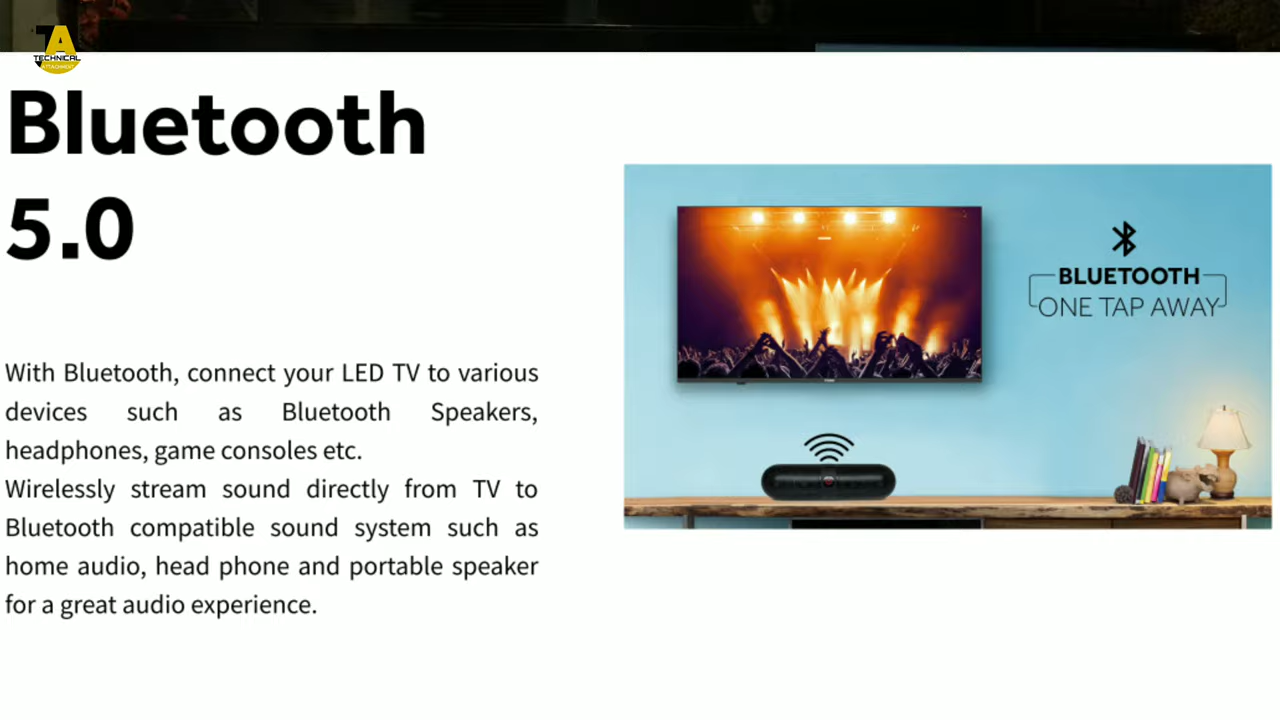 TA
TECHNICAL
Bluetooth
5.0
With Bluetooth, connect your LED TV to various
devices such as Bluetooth Speakers,
headphones, game consoles etc.
Wirelessly stream sound directly from TV to
Bluetooth compatible sound system such as
home audio, head phone and portable speaker
for a great audio experience.
BLUETOOTH
ONE TAP AWAY